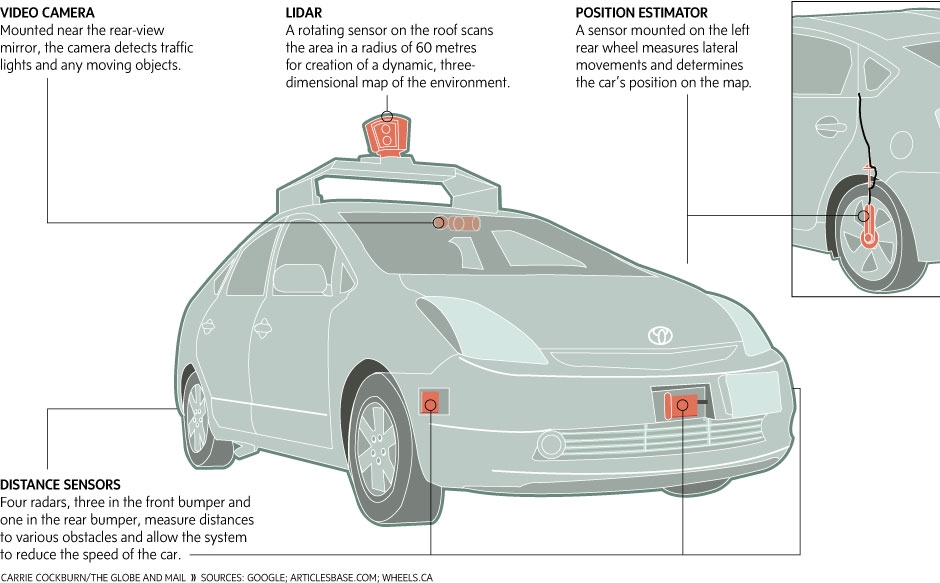 VIDEO CAMERA
Mounted near the rear-view
mirror, the camera detects traffic
lights and any moving objects.
LIDAR
A rotating sensor on the roof scans
the area in a radius of 60 metres
for creation of a dynamic, three-
dimensional map of the environment.
POSITION ESTIMATOR
A sensor mounted on the left
rear wheel measures lateral
movements and determines
the car’s position on the map.
DISTANCE SENSORS
Four radars, three in the front bumper and
one in the rear bumper, measure distances
to various obstacles and allow the system
to reduce the speed of the car.
CARRIE COCKBURN/THE GLOBE AND MAIL » SOURCES: GOOGLE; ARTICLESBASE.COM; WHEELS.CA